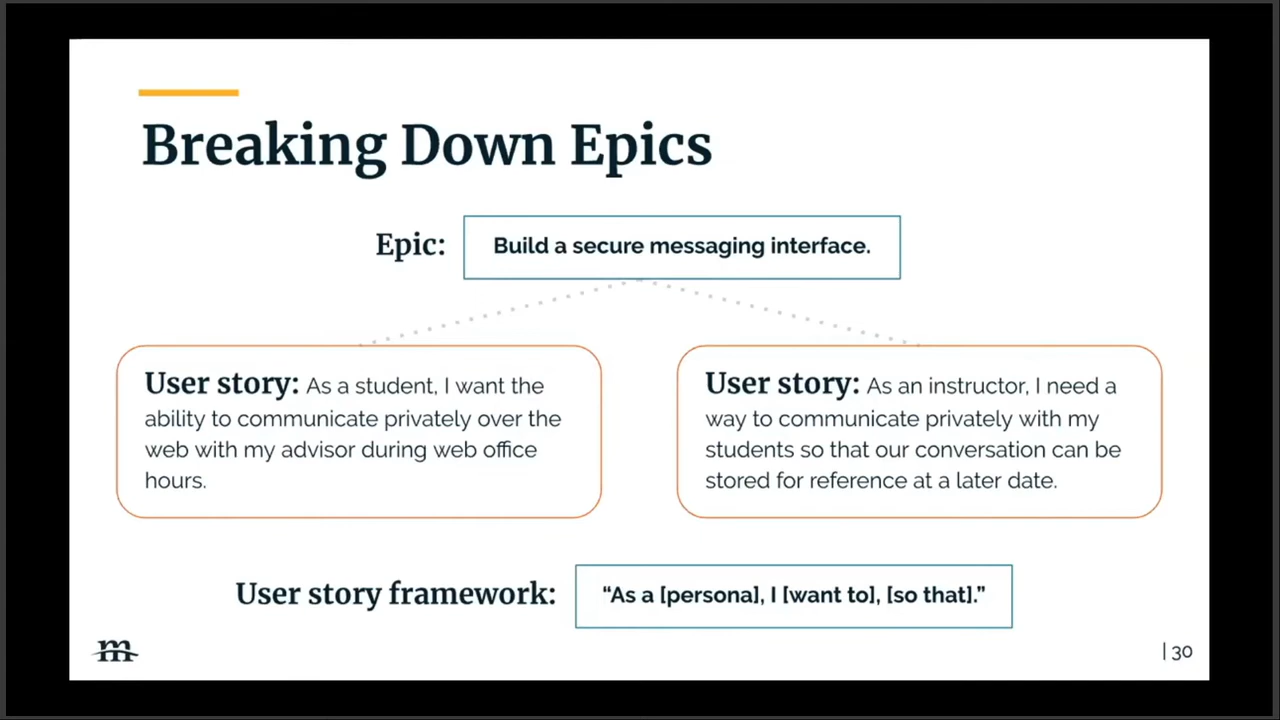 Breaking Down Epics
Epic: Build a secure messaging interface.
User story: As a student, I want the
ability to communicate privately over the
web with my advisor during web office
hours.
User story: As an instructor, I need a
way to communicate privately with my
students so that our conversation can be
stored for reference at a later date.
User story framework: “As a [persona], I [want to], [so that].”
m
| 30